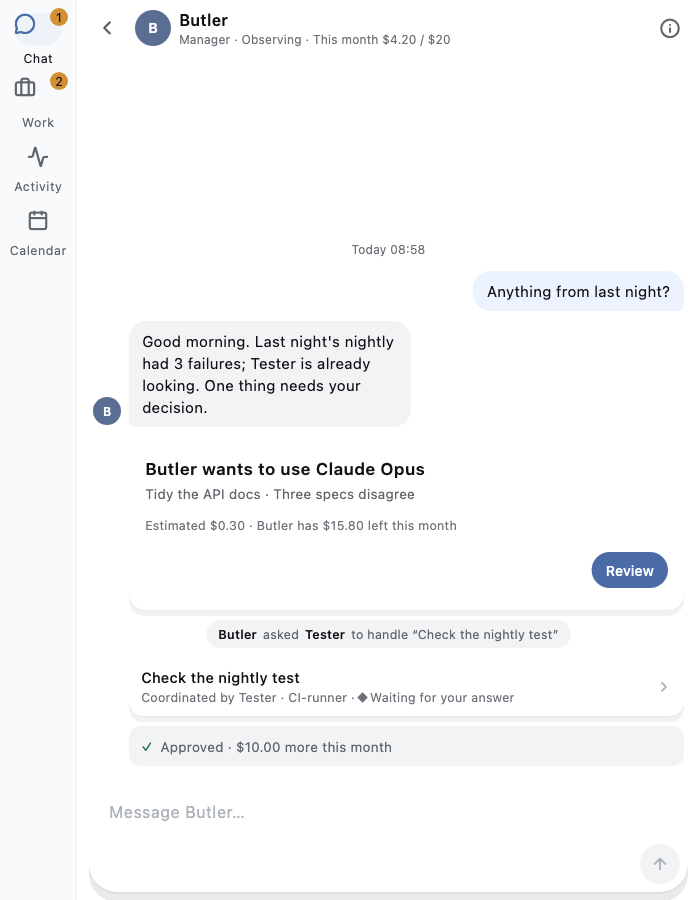 1
Chat
2
Work
Activity
Calendar
B
Butler
Manager · Observing · This month $4.20 / $20
Today 08:58
Anything from last night?
Good morning. Last night's nightly
had 3 failures; Tester is already
looking. One thing needs your
decision.
B
Butler wants to use Claude Opus
Tidy the API docs · Three specs disagree
Estimated $0.30 · Butler has $15.80 left this month
Review
Butler asked Tester to handle “Check the nightly test”
Check the nightly test
Coordinated by Tester · CI-runner · ◆ Waiting for your answer
✓ Approved · $10.00 more this month
Message Butler…